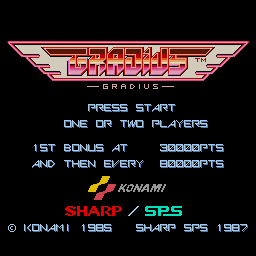 GRADIUS TM
GRADIUS
PRESS START
ONE OR TWO PLAYERS
1ST BONUS AT 30000PTS
AND THEN EVERY 80000PTS
KONAMI
SHARP / SPS
© KONAMI 1985 SHARP SPS 1987